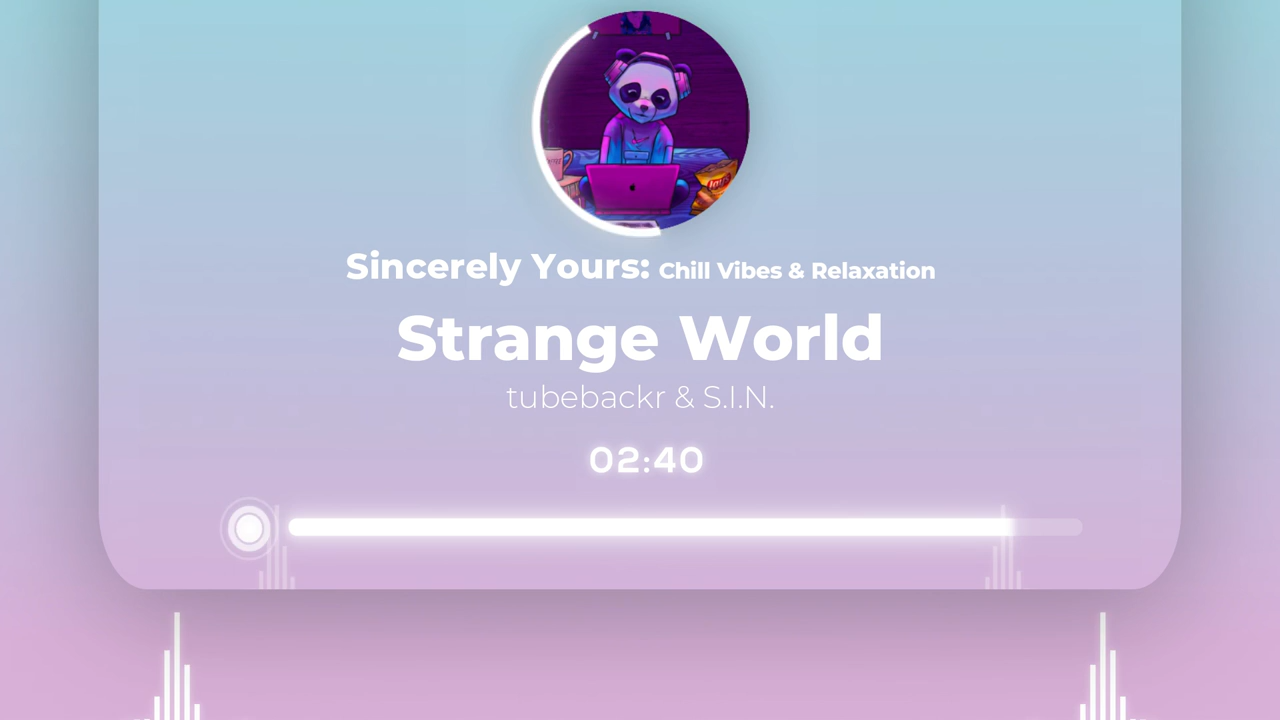 Sincerely Yours: Chill Vibes & Relaxation
Strange World
tubebackr & S.I.N.
02:40